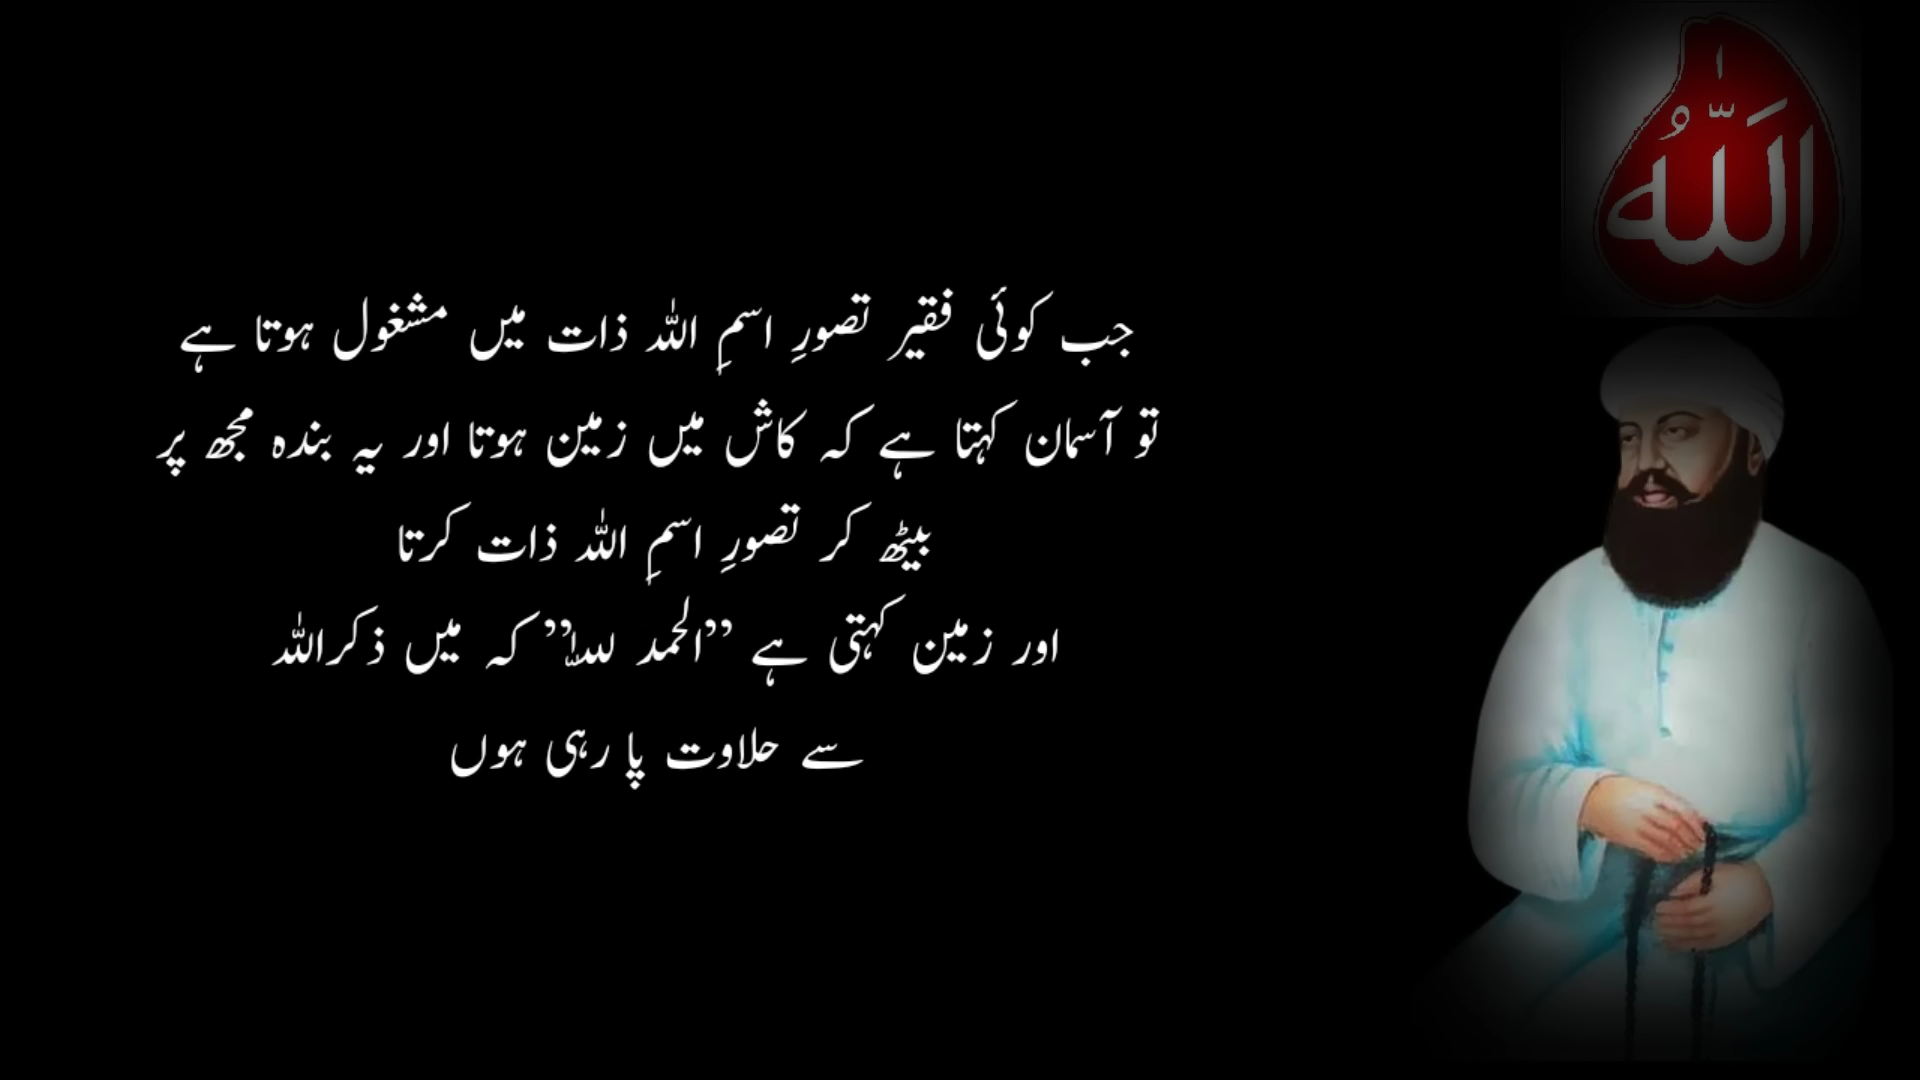 اَللّٰهُ
جب کوئی فقیر تصورِ اسمِ اللہ ذات میں مشغول ہوتا ہے
تو آسمان کہتا ہے کہ کاش میں زمین ہوتا اور یہ بندہ مجھ پر
بیٹھ کر تصورِ اسمِ اللہ ذات کرتا
اور زمین کہتی ہے ’’الحمد للہ‘‘ کہ میں ذکراللہ
سے حلاوت پا رہی ہوں